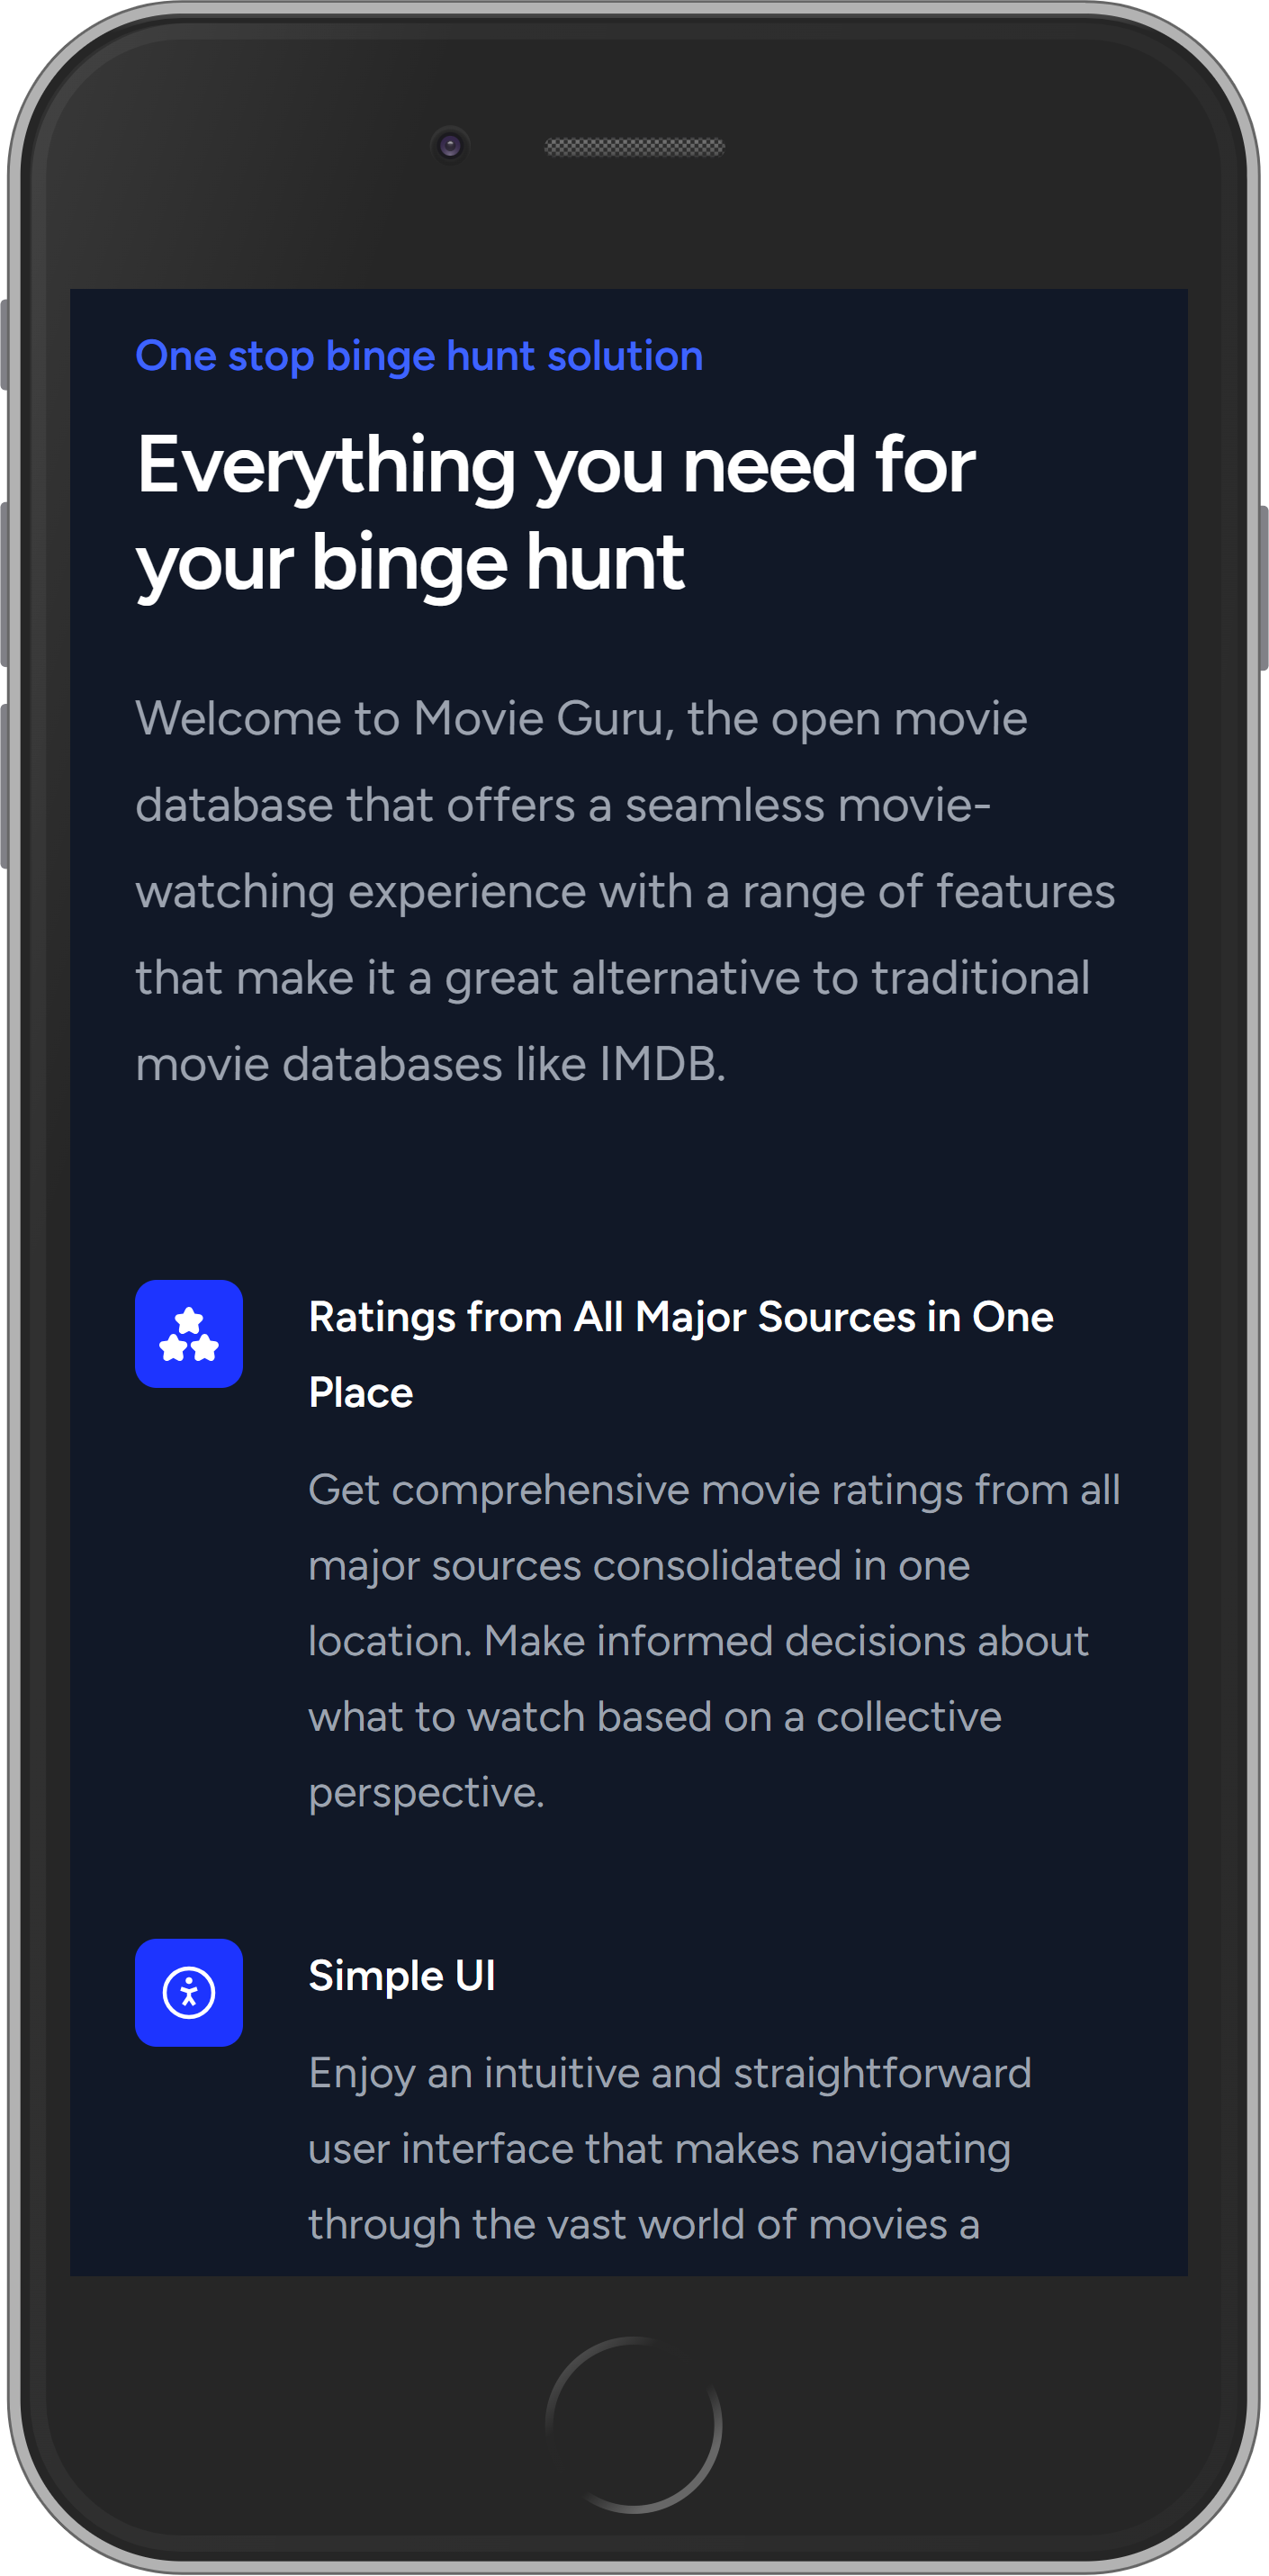 One stop binge hunt solution
Everything you need for
your binge hunt
Welcome to Movie Guru, the open movie
database that offers a seamless movie-
watching experience with a range of features
that make it a great alternative to traditional
movie databases like IMDB.
Ratings from All Major Sources in One
Place
Get comprehensive movie ratings from all
major sources consolidated in one
location. Make informed decisions about
what to watch based on a collective
perspective.
Simple UI
Enjoy an intuitive and straightforward
user interface that makes navigating
through the vast world of movies a